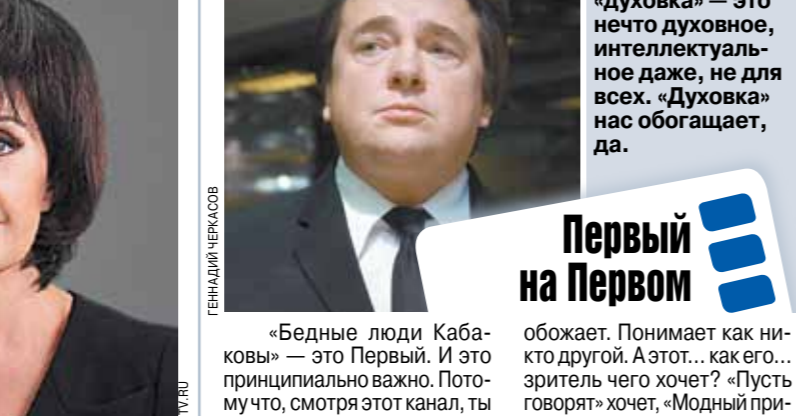 «духовка» — это
нечто духовное,
интеллектуаль-
ное даже, не для
всех. «Духовка»
нас обогащает,
да.
ГЕННАДИЙ ЧЕРКАСОВ
Первый
на Первом
TV.RU
«Бедные люди Каба-
ковы» — это Первый. И это
принципиально важно. Пото-
му что, смотря этот канал, ты
обожает. Понимает как ни-
кто другой. А этот... как его...
зритель чего хочет? «Пусть
говорят» хочет, «Модный при-